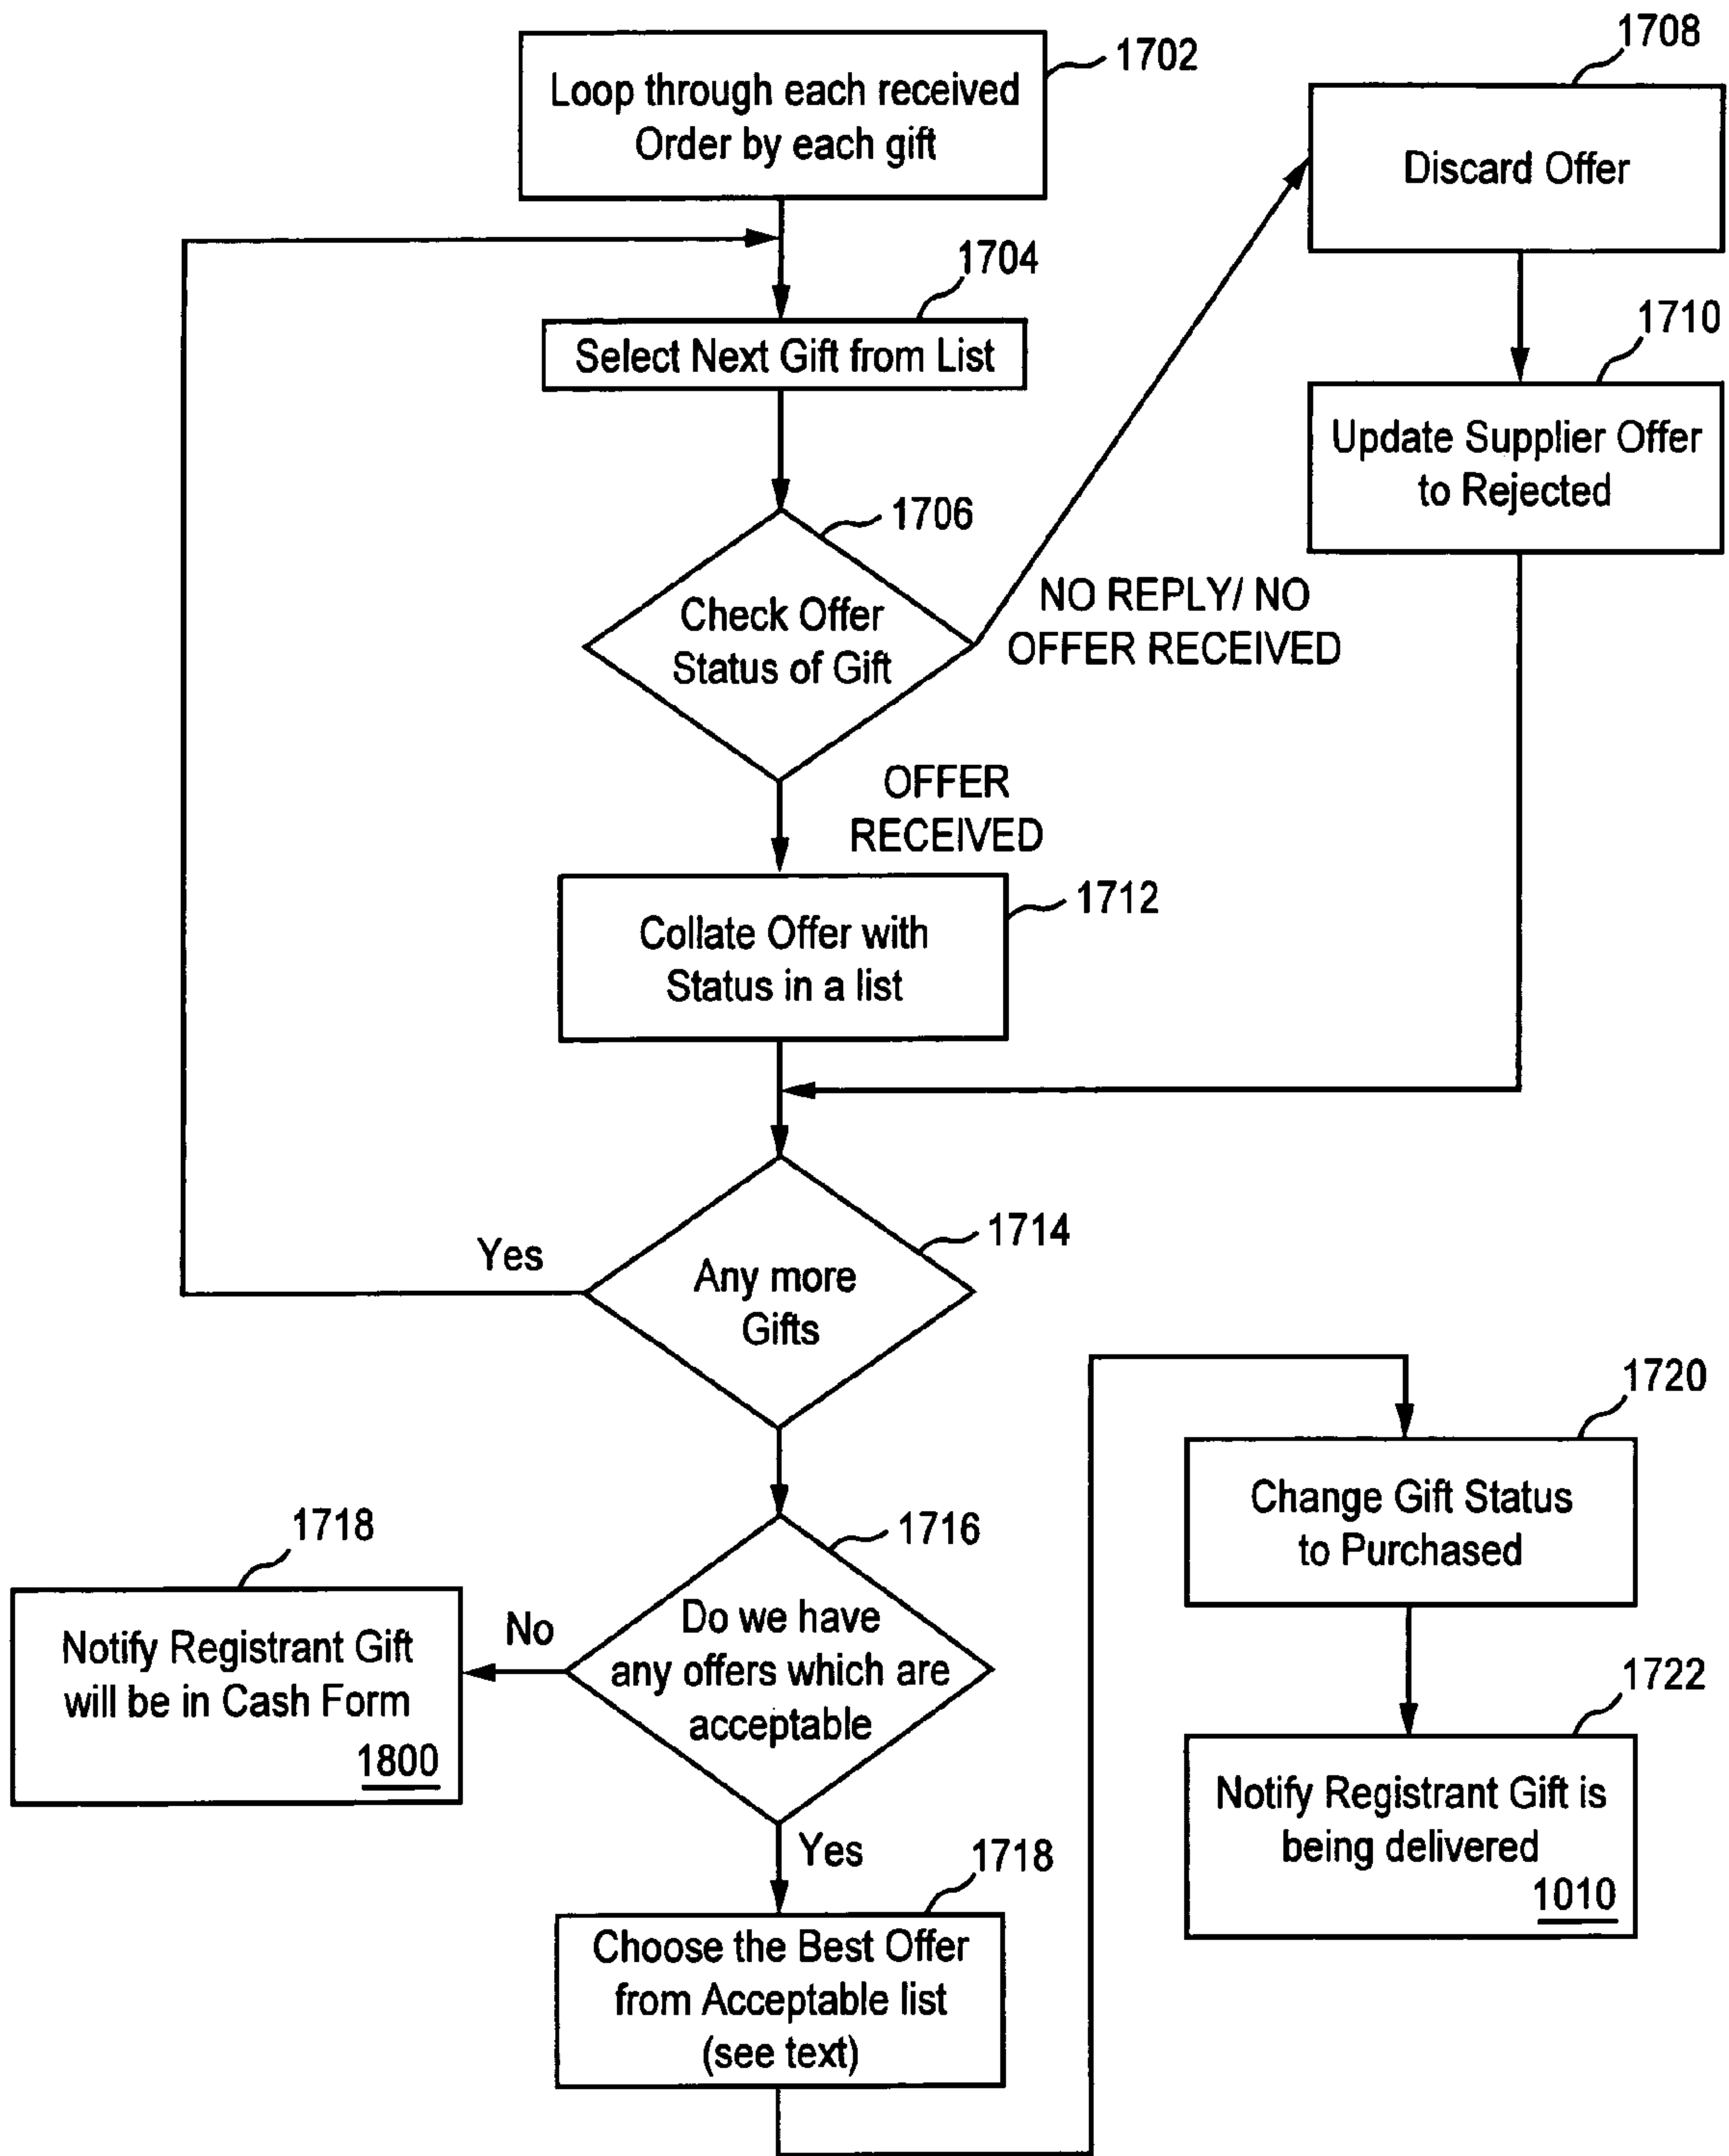 1702
Loop through each received
Order by each gift
1708
Discard Offer
1704
Select Next Gift from List
1710
Update Supplier Offer
to Rejected
1706
Check Offer
Status of Gift
NO REPLY/ NO
OFFER RECEIVED
OFFER
RECEIVED
1712
Collate Offer with
Status in a list
1714
Any more
Gifts
Yes
1716
Do we have
any offers which are
acceptable
No
1718
Notify Registrant Gift
will be in Cash Form
1800
Yes
1718
Choose the Best Offer
from Acceptable list
(see text)
1720
Change Gift Status
to Purchased
1722
Notify Registrant Gift is
being delivered
1010